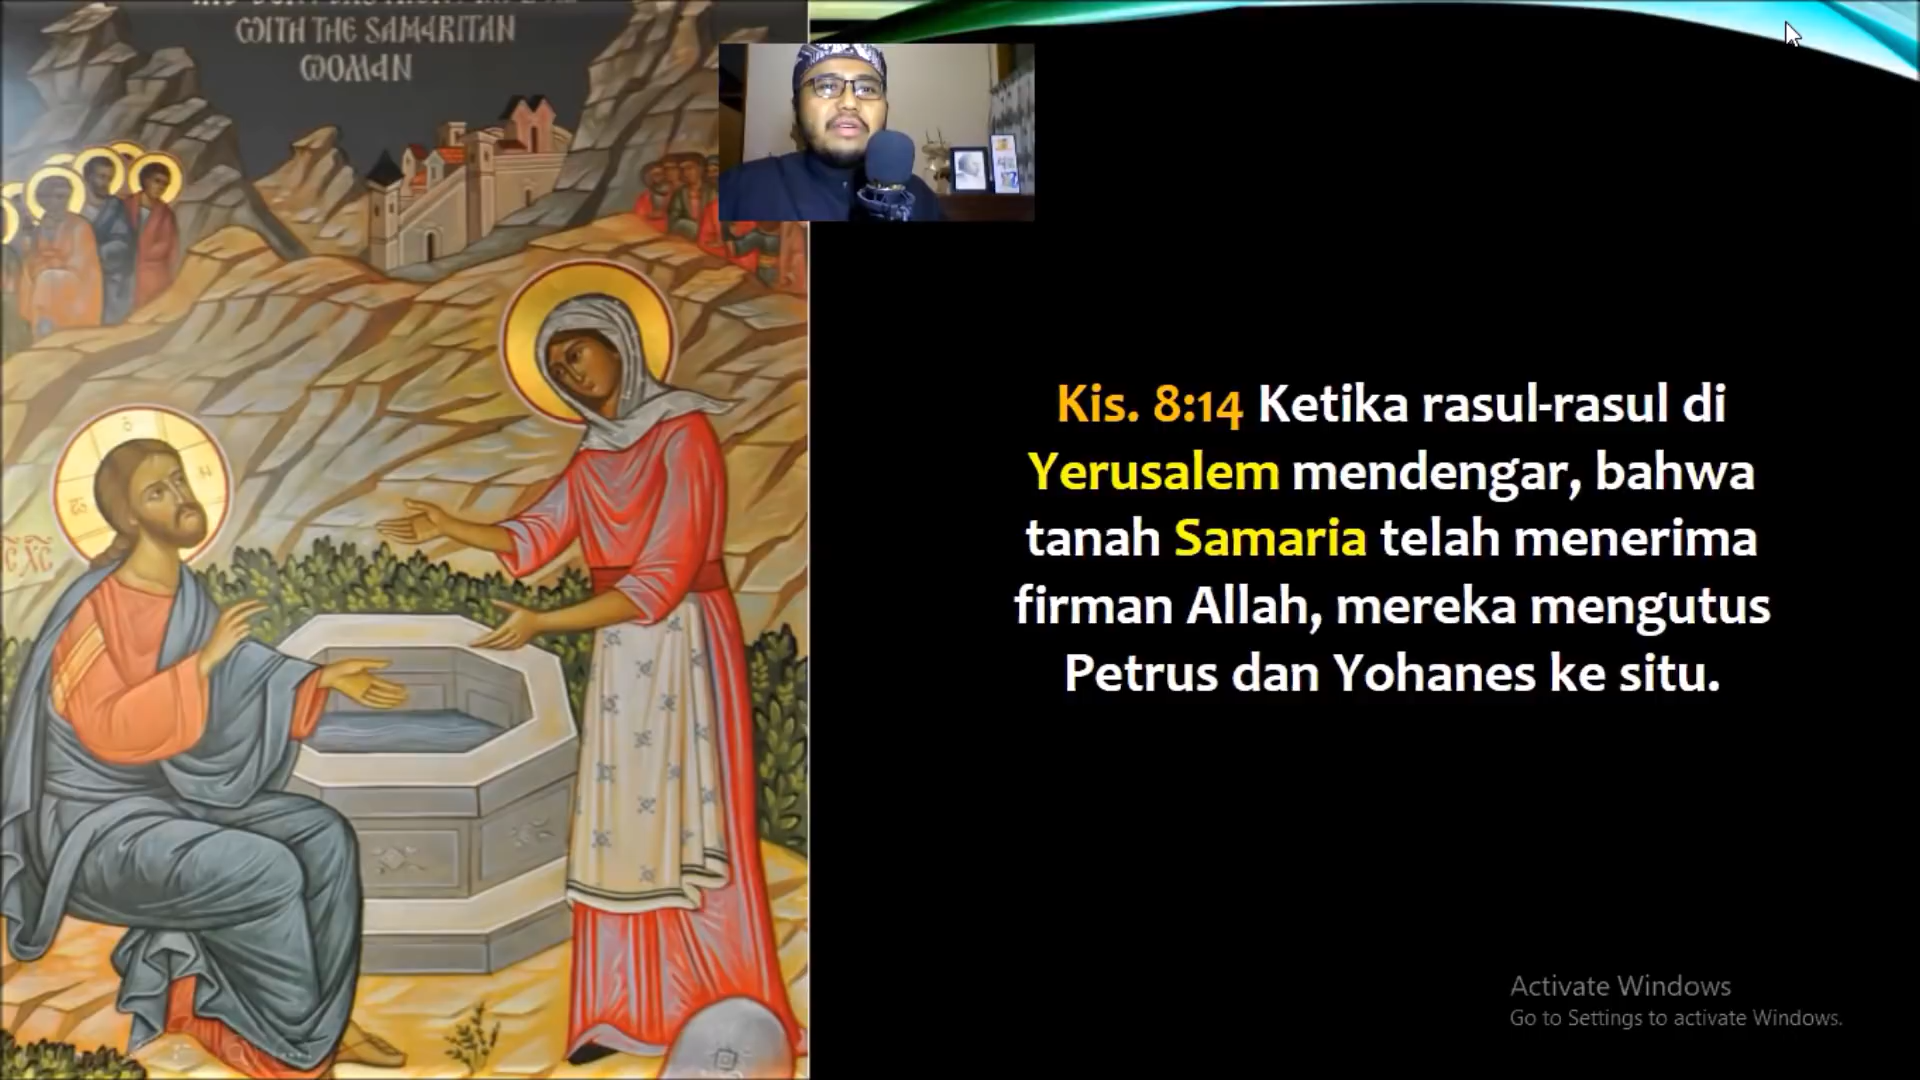 WITH THE SAMARITAN
WOMAN
Kis. 8:14 Ketika rasul-rasul di
Yerusalem mendengar, bahwa
tanah Samaria telah menerima
firman Allah, mereka mengutus
Petrus dan Yohanes ke situ.
Activate Windows
Go to Settings to activate Windows.